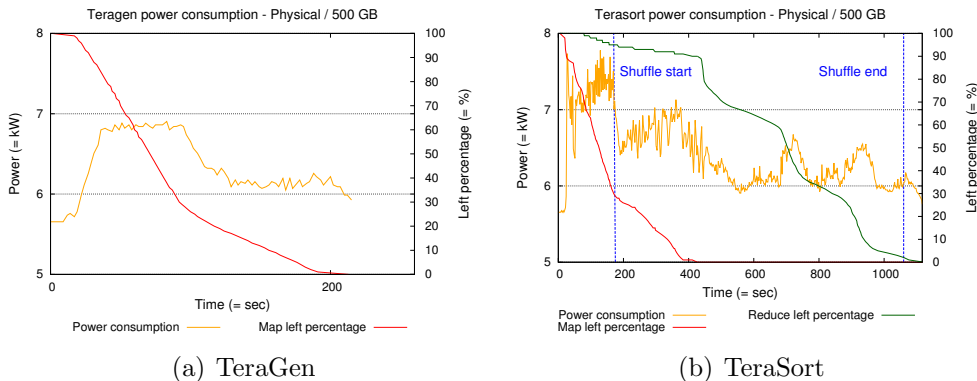 Teragen power consumption - Physical / 500 GB
8
7
6
5
Power (= kW)
100
90
80
70
60
50
40
30
20
10
0
Left percentage (= %)
0
200
Time (= sec)
Power consumption
Map left percentage
(a) TeraGen
Terasort power consumption - Physical / 500 GB
8
7
6
5
Power (= kW)
Shuffle start
Shuffle end
100
90
80
70
60
50
40
30
20
10
0
Left percentage (= %)
0
200
400
600
800
1000
Time (= sec)
Power consumption
Map left percentage
Reduce left percentage
(b) TeraSort